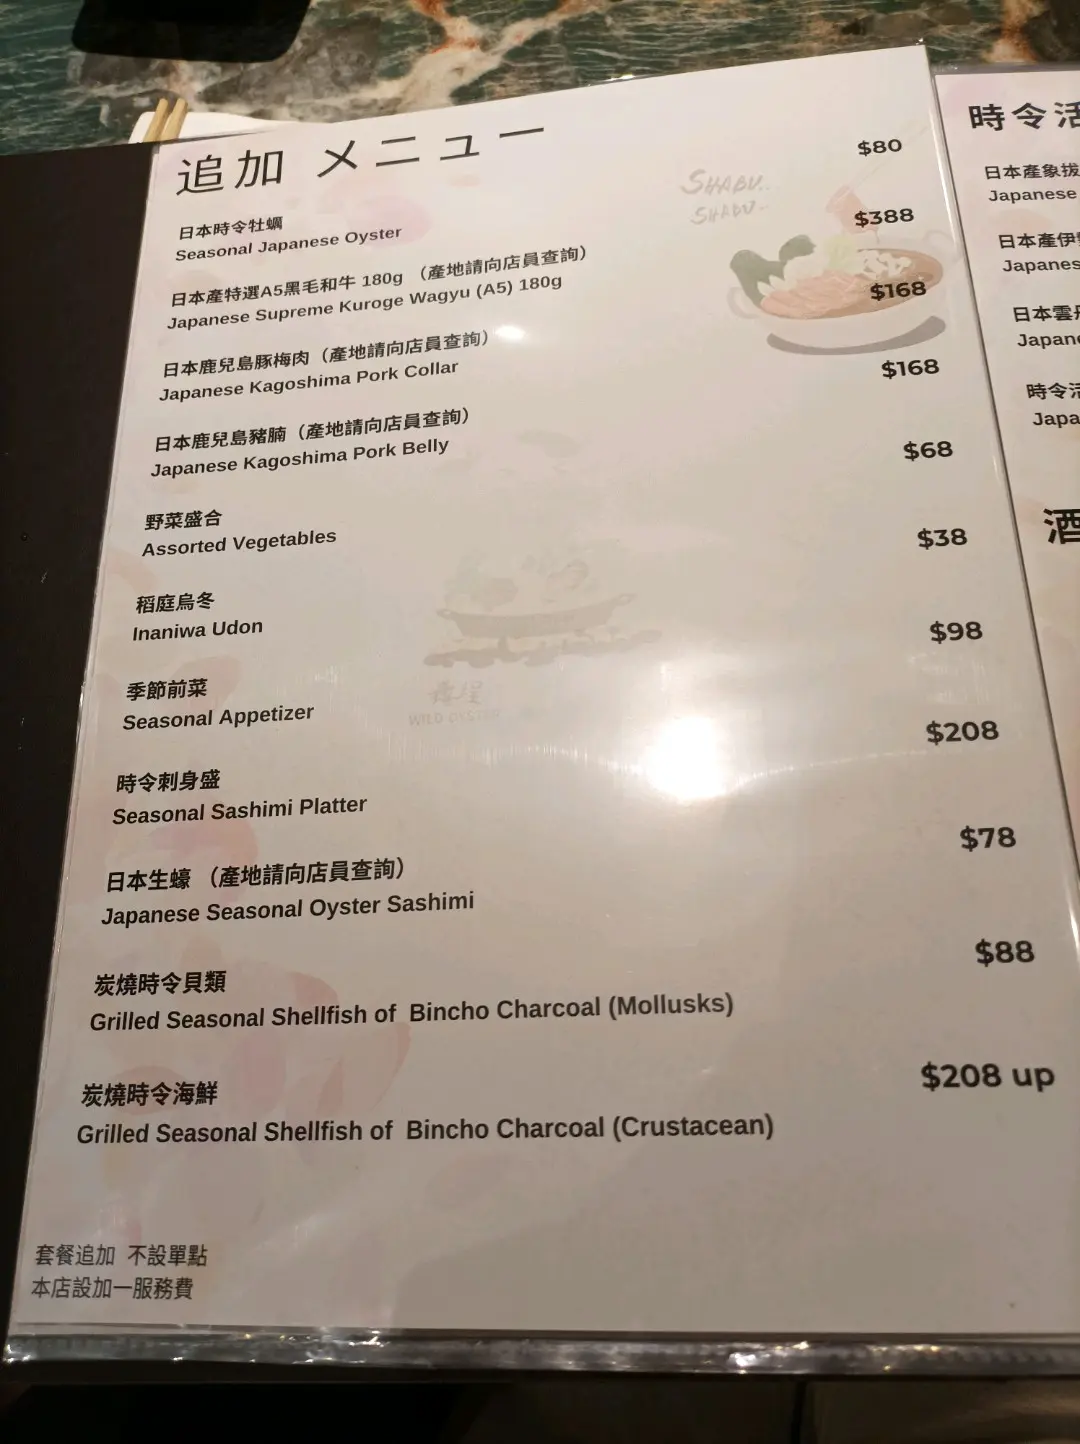 追加 メニュー
SHABU..
SHABU-
日本時令牡蠣
Seasonal Japanese Oyster
$80
日本產特選A5黑毛和牛 180g （產地請向店員查詢）
Japanese Supreme Kuroge Wagyu (A5) 180g
$388
日本鹿兒島豚梅肉（產地請向店員查詢）
Japanese Kagoshima Pork Collar
$168
日本鹿兒島豬腩（產地請向店員查詢）
Japanese Kagoshima Pork Belly
$168
野菜盛合
Assorted Vegetables
$68
稻庭烏冬
Inaniwa Udon
$38
季節前菜
Seasonal Appetizer
$98
WILD OYSTER
時令刺身盛
Seasonal Sashimi Platter
$208
日本生蠔 （產地請向店員查詢）
Japanese Seasonal Oyster Sashimi
$78
炭燒時令貝類
Grilled Seasonal Shellfish of Bincho Charcoal (Mollusks)
$88
炭燒時令海鮮
Grilled Seasonal Shellfish of Bincho Charcoal (Crustacean)
$208 up
套餐追加 不設單點
本店設加一服務費
時令活
日本產象拔
Japanese
日本產伊
Japanes
日本雲丹
Japan
時令活
Japa
酒